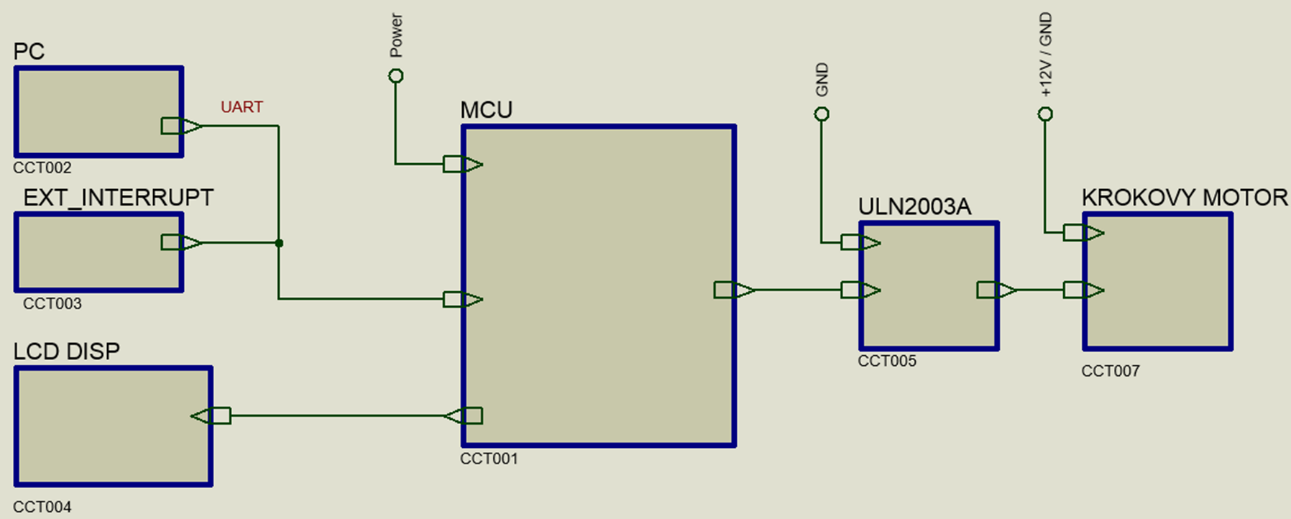 Power
+12V / GND
PC
GND
UART
MCU
CCT002
EXT_INTERRUPT
ULN2003A
KROKOVY MOTOR
CCT003
LCD DISP
CCT005
CCT007
CCT001
CCT004